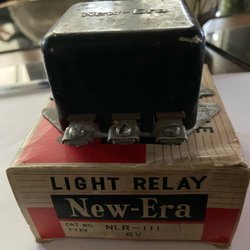 New-Era
LIGHT RELAY
New-Era
CAT. NO.
TYPE NLR-111
6V